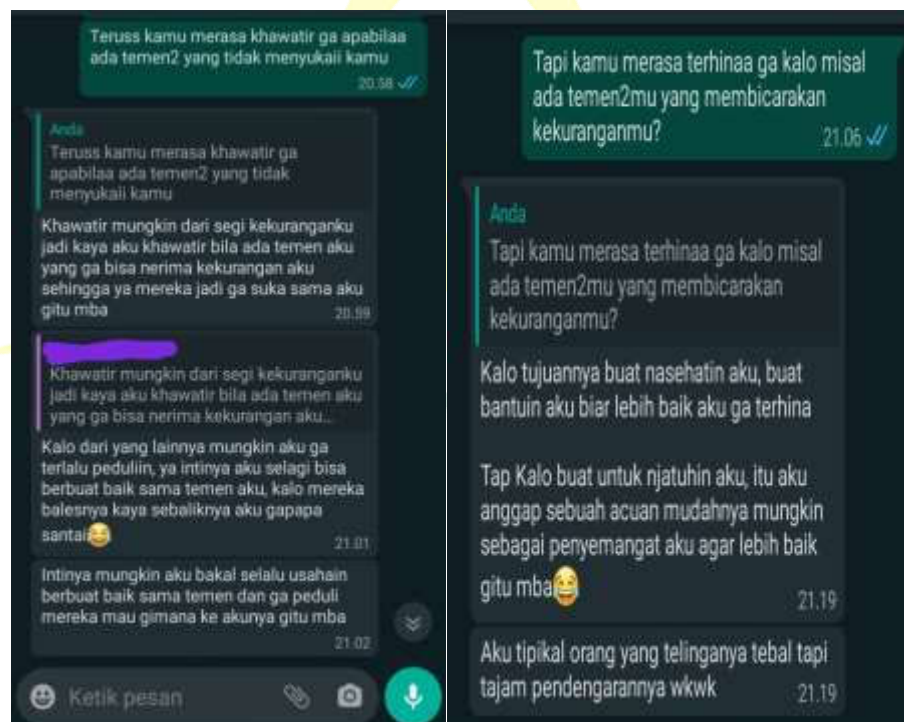 Teruss kamu merasa khawatir ga apabilaa
ada temen2 yang tidak menyukaii kamu
20.58
Anda
Teruss kamu merasa khawatir ga
apabilaa ada temen2 yang tidak
menyukaii kamu
Khawatir mungkin dari segi kekuranganku
jadi kaya aku khawatir bila ada temen aku
yang ga bisa nerima kekurangan aku
sehingga ya mereka jadi ga suka sama aku
gitu mba
20.59
Khawatir mungkin dari segi kekuranganku
jadi kaya aku khawatir bila ada temen aku
yang ga bisa nerima kekurangan aku...
Kalo dari yang lainnya mungkin aku ga
terlalu peduliin, ya intinya aku selagi bisa
berbuat baik sama temen aku, kalo mereka
balesnya kaya sebaliknya aku gapapa
santai😂
21.01
Intinya mungkin aku bakal selalu usahain
berbuat baik sama temen dan ga peduli
mereka mau gimana ke akunya gitu mba
21.02
Ketik pesan
Tapi kamu merasa terhinaa ga kalo misal
ada temen2mu yang membicarakan
kekuranganmu?
21.06
Anda
Tapi kamu merasa terhinaa ga kalo misal
ada temen2mu yang membicarakan
kekuranganmu?
Kalo tujuannya buat nasehatin aku, buat
bantuin aku biar lebih baik aku ga terhina
Tap Kalo buat untuk njatuhin aku, itu aku
anggap sebuah acuan mudahnya mungkin
sebagai penyemangat aku agar lebih baik
gitu mba😂
21.19
Aku tipikal orang yang telinganya tebal tapi
tajam pendengarannya wkwk
21.19